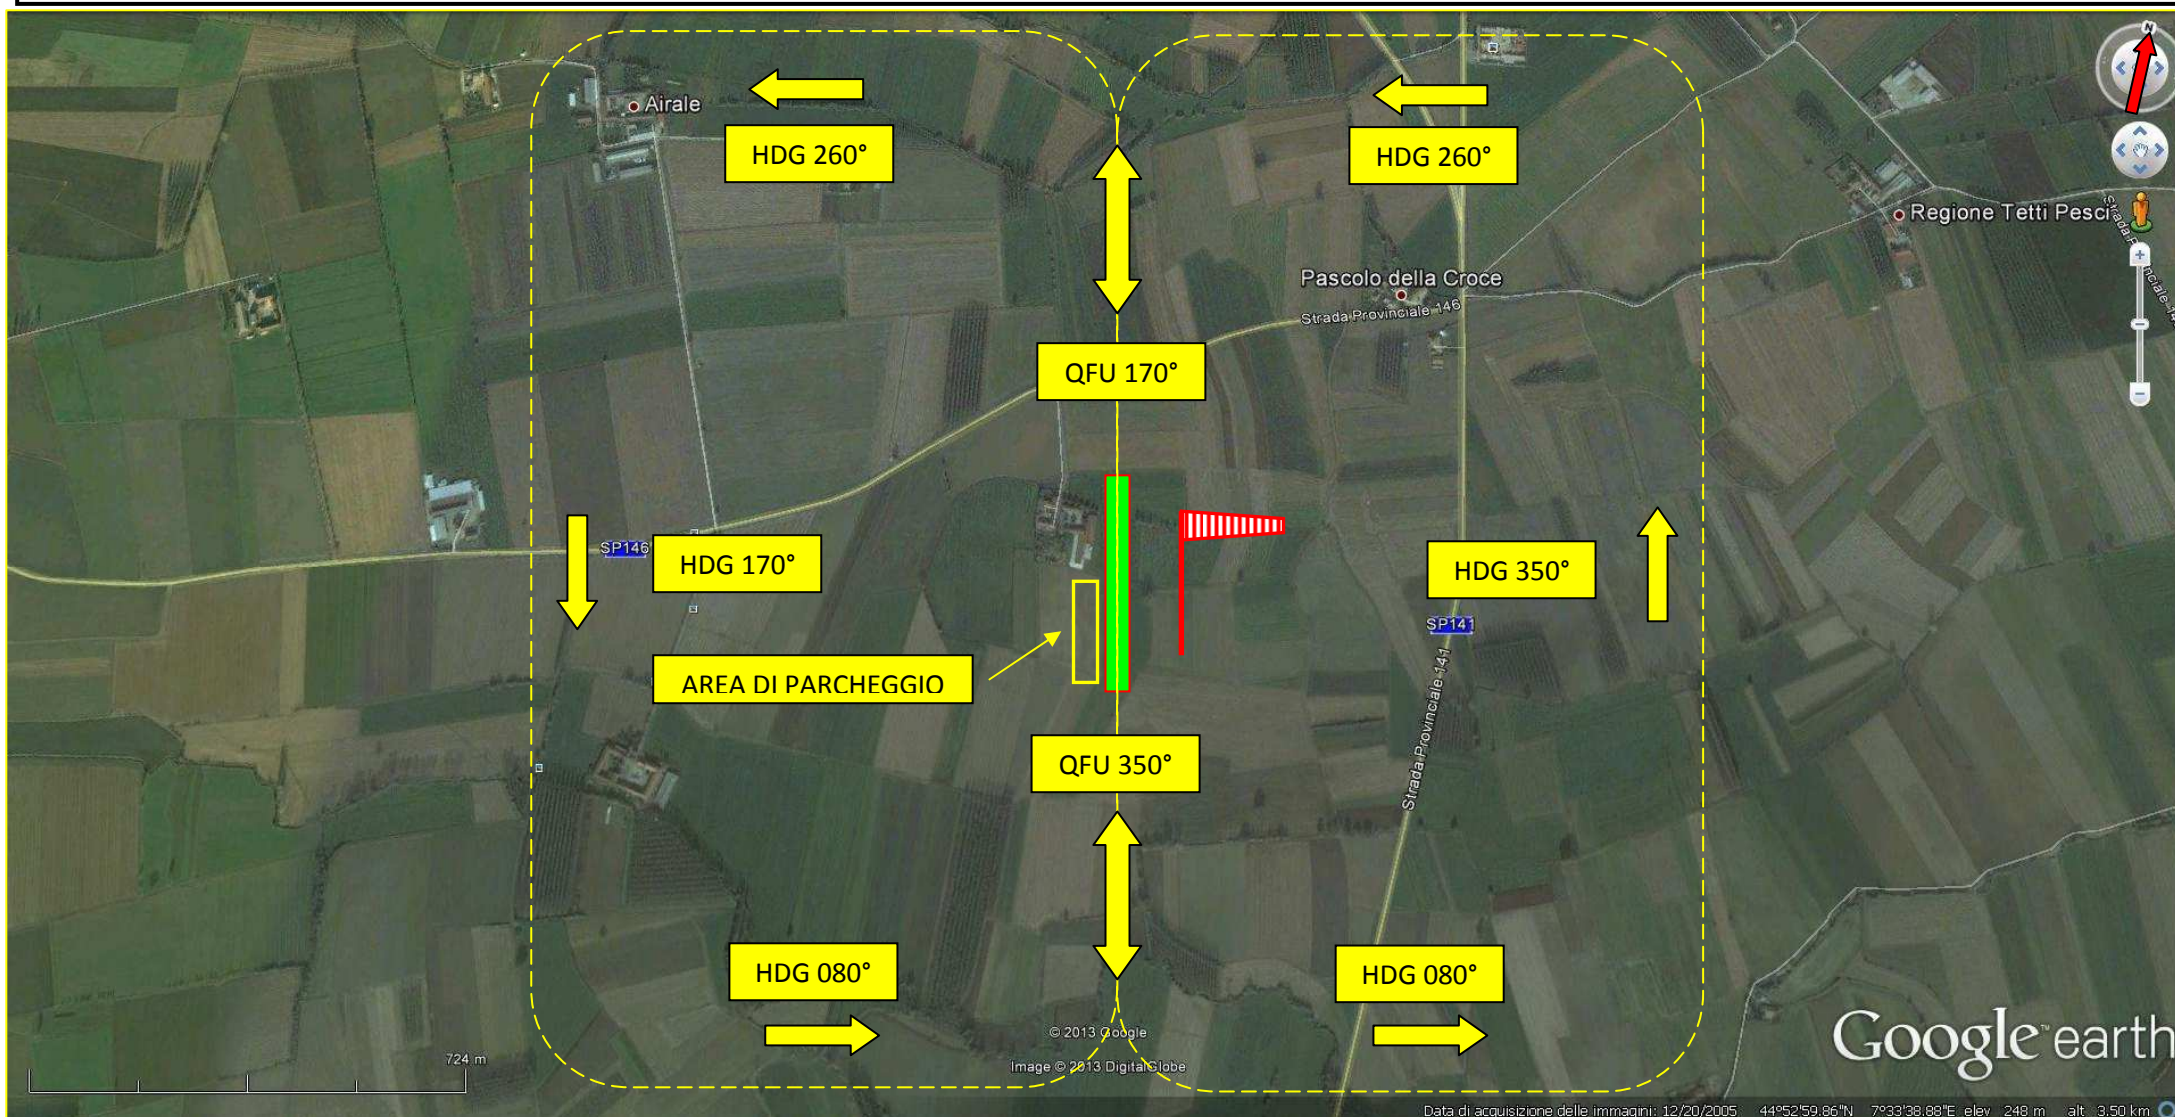 N
Airale
HDG 260°
HDG 260°
Regione Tetti Pesci
Pascolo della Croce
Strada Provinciale 146
QFU 170°
SP146
HDG 170°
HDG 350°
SP141
Strada Provinciale 141
AREA DI PARCHEGGIO
QFU 350°
HDG 080°
HDG 080°
© 2013 Google
Image © 2013 DigitalGlobe
724 m
Google earth
Data di acquisizione delle immagini: 12/20/2005 44°52'59.86"N 7°33'38.88"E elev 248 m alt 3.50 km